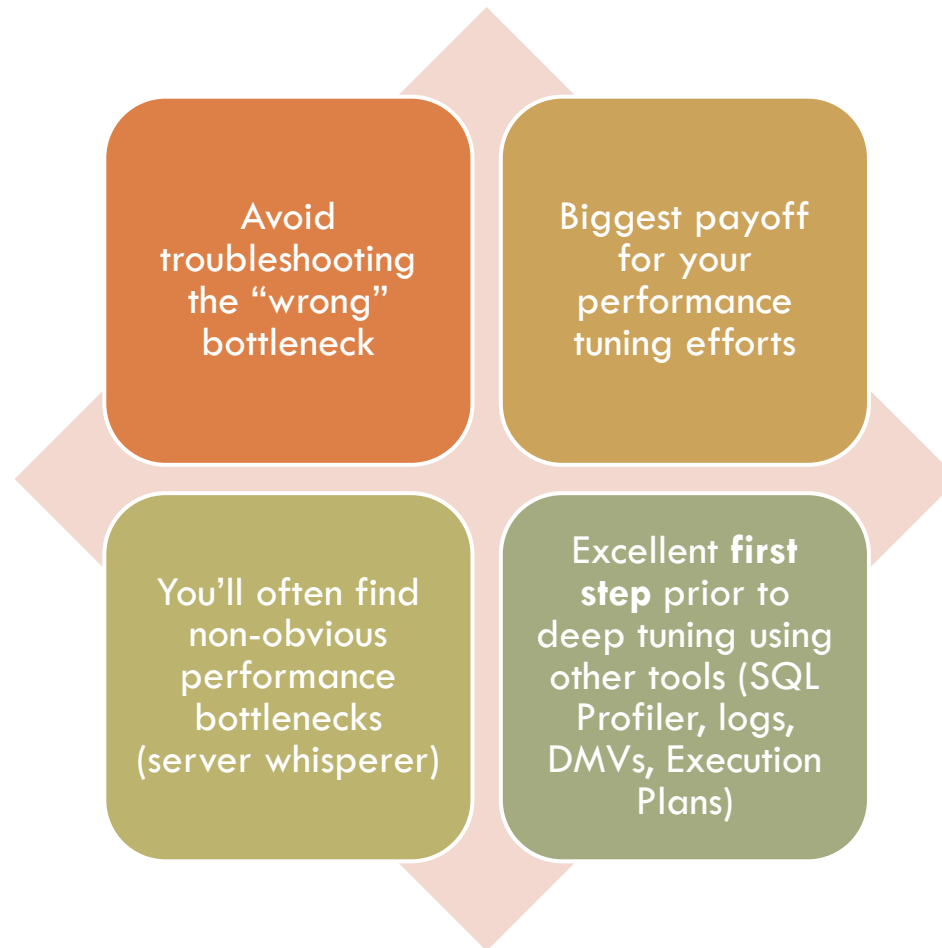 Avoid
troubleshooting
the “wrong”
bottleneck
Biggest payoff
for your
performance
tuning efforts
You’ll often find
non-obvious
performance
bottlenecks
(server whisperer)
Excellent first
step prior to
deep tuning using
other tools (SQL
Profiler, logs,
DMVs, Execution
Plans)